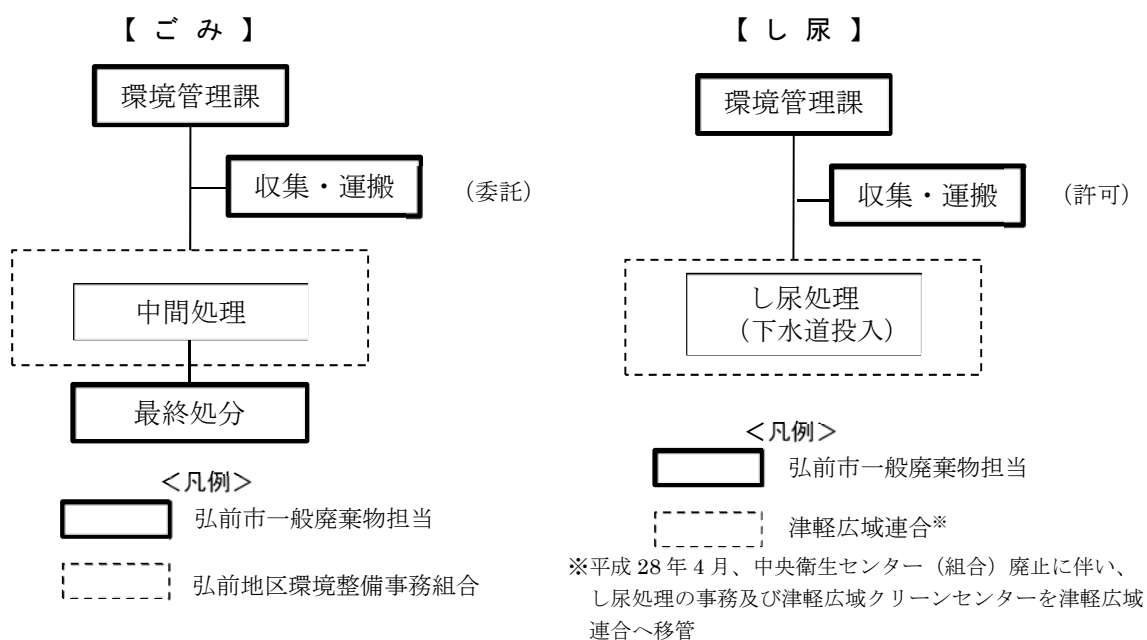 【 ご み 】
環境管理課
収集・運搬
(委託)
中間処理
最終処分
<凡例>
弘前市一般廃棄物担当
弘前地区環境整備事務組合
【 し 尿 】
環境管理課
収集・運搬
(許可)
し尿処理
(下水道投入)
<凡例>
弘前市一般廃棄物担当
津軽広域連合※
※平成 28 年 4 月、中央衛生センター（組合）廃止に伴い、
し尿処理の事務及び津軽広域クリーンセンターを津軽広域
連合へ移管